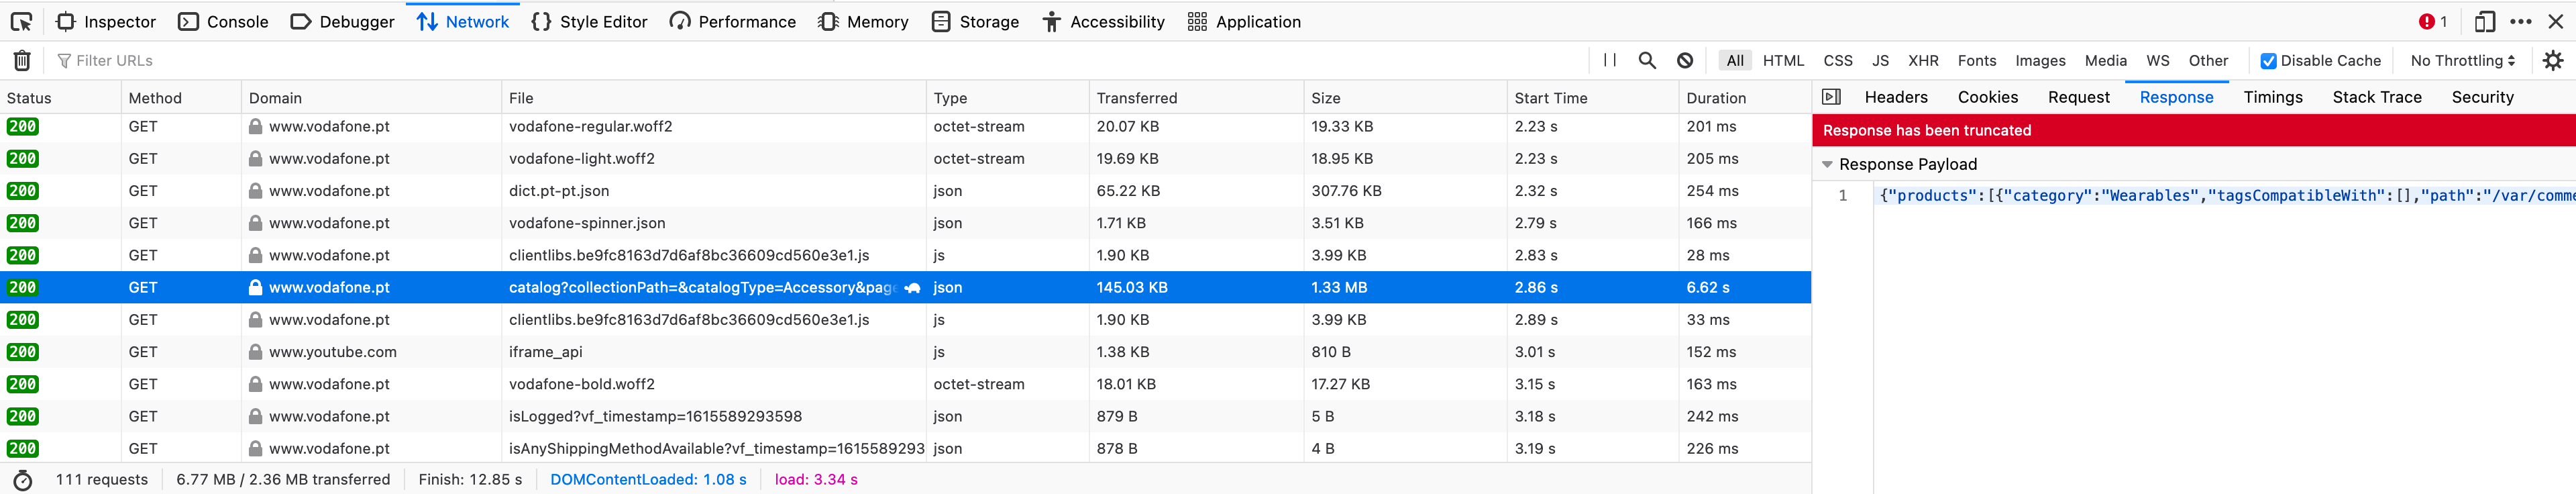 Inspector Console Debugger Network Style Editor Performance Memory Storage Accessibility Application 1
Filter URLs All HTML CSS JS XHR Fonts Images Media WS Other Disable Cache No Throttling
Status Method Domain File Type Transferred Size Start Time Duration
200 GET www.vodafone.pt vodafone-regular.woff2 octet-stream 20.07 KB 19.33 KB 2.23 s 201 ms
200 GET www.vodafone.pt vodafone-light.woff2 octet-stream 19.69 KB 18.95 KB 2.23 s 205 ms
200 GET www.vodafone.pt dict.pt-pt.json json 65.22 KB 307.76 KB 2.32 s 254 ms
200 GET www.vodafone.pt vodafone-spinner.json json 1.71 KB 3.51 KB 2.79 s 166 ms
200 GET www.vodafone.pt clientlibs.be9fc8163d7d6af8bc36609cd560e3e1.js js 1.90 KB 3.99 KB 2.83 s 28 ms
200 GET www.vodafone.pt catalog?collectionPath=&catalogType=Accessory&page json 145.03 KB 1.33 MB 2.86 s 6.62 s
200 GET www.vodafone.pt clientlibs.be9fc8163d7d6af8bc36609cd560e3e1.js js 1.90 KB 3.99 KB 2.89 s 33 ms
200 GET www.youtube.com iframe_api js 1.38 KB 810 B 3.01 s 152 ms
200 GET www.vodafone.pt vodafone-bold.woff2 octet-stream 18.01 KB 17.27 KB 3.15 s 163 ms
200 GET www.vodafone.pt isLogged?vf_timestamp=1615589293598 json 879 B 5 B 3.18 s 242 ms
200 GET www.vodafone.pt isAnyShippingMethodAvailable?vf_timestamp=1615589293 json 878 B 4 B 3.19 s 226 ms
111 requests 6.77 MB / 2.36 MB transferred Finish: 12.85 s DOMContentLoaded: 1.08 s load: 3.34 s
Headers Cookies Request Response Timings Stack Trace Security
Response has been truncated
Response Payload
1 {"products":[{"category":"Wearables","tagsCompatibleWith":[],"path":"/var/comme